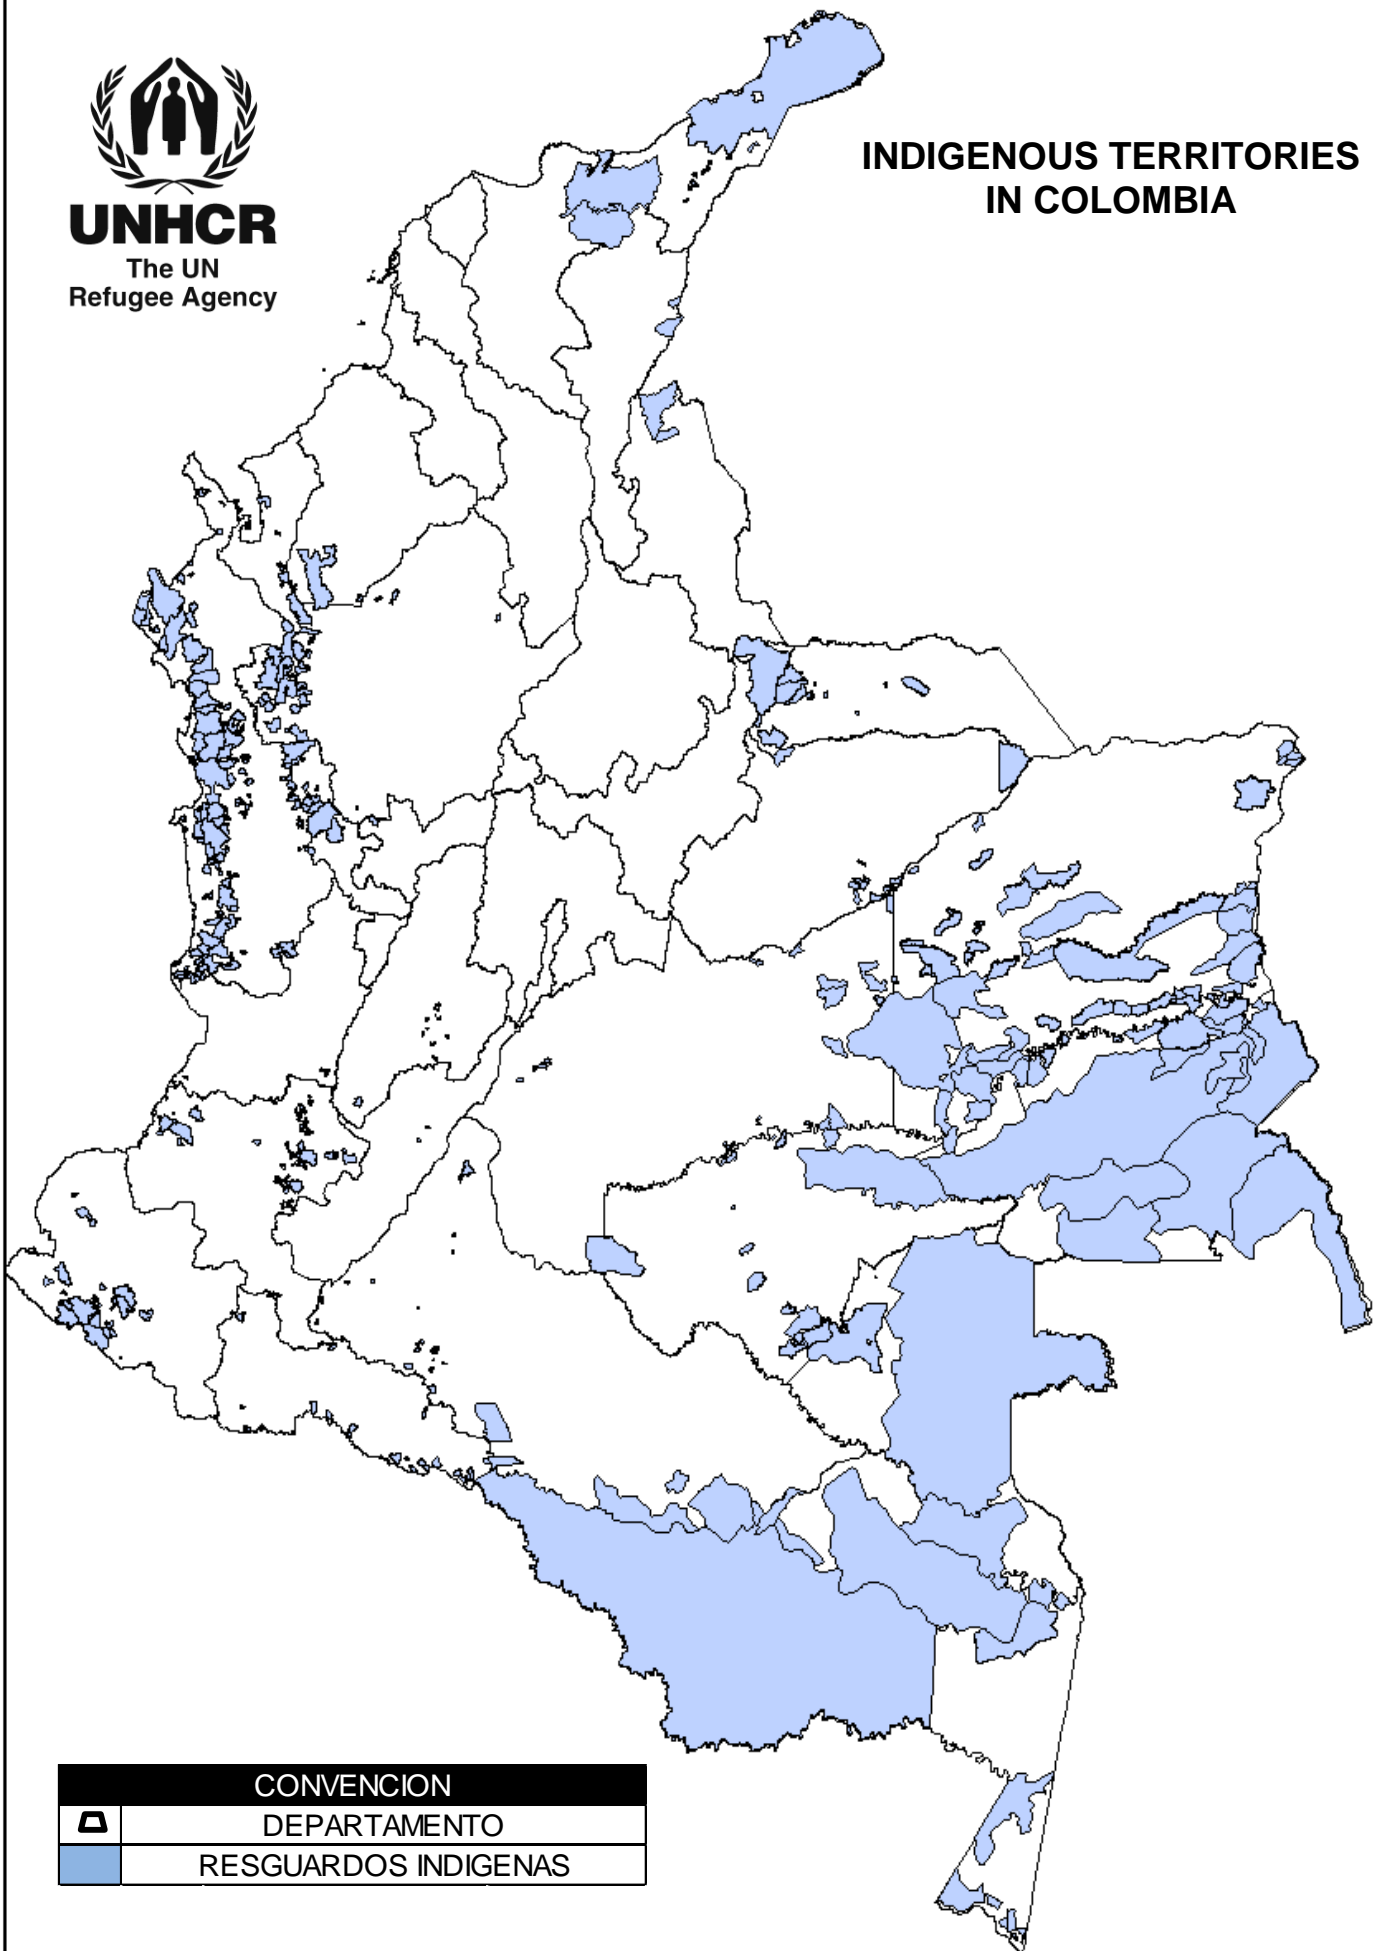 UNHCR
The UN
Refugee Agency
INDIGENOUS TERRITORIES
IN COLOMBIA
CONVENCION
DEPARTAMENTO
RESGUARDOS INDIGENAS